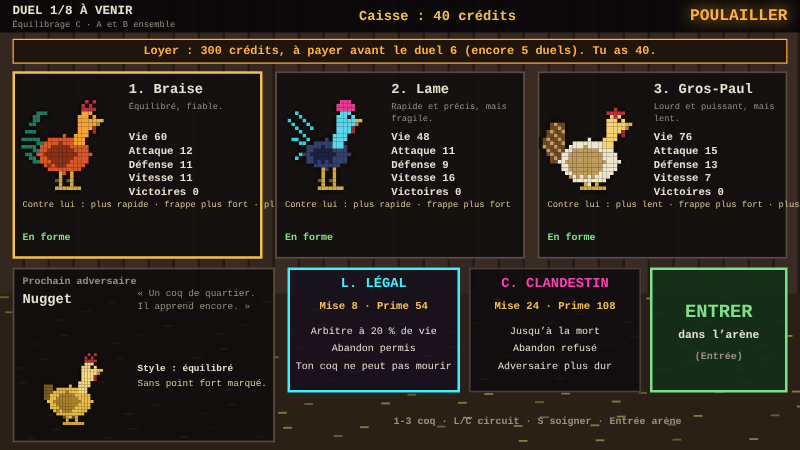 DUEL 1/8 À VENIR
Équilibrage C · A et B ensemble
Caisse : 40 crédits
POULAILLER
Loyer : 300 crédits, à payer avant le duel 6 (encore 5 duels). Tu as 40.
1. Braise
Équilibré, fiable.
Vie 60
Attaque 12
Défense 11
Vitesse 11
Victoires 0
Contre lui : plus rapide · frappe plus fort · pl
En forme
2. Lame
Rapide et précis, mais
fragile.
Vie 48
Attaque 11
Défense 9
Vitesse 16
Victoires 0
Contre lui : plus rapide · frappe plus fort
En forme
3. Gros-Paul
Lourd et puissant, mais
lent.
Vie 76
Attaque 15
Défense 13
Vitesse 7
Victoires 0
Contre lui : plus lent · frappe plus fort · plus
En forme
Prochain adversaire
Nugget
« Un coq de quartier.
Il apprend encore. »
Style : équilibré
Sans point fort marqué.
L. LÉGAL
Mise 8 · Prime 54
Arbitre à 20 % de vie
Abandon permis
Ton coq ne peut pas mourir
C. CLANDESTIN
Mise 24 · Prime 108
Jusqu'à la mort
Abandon refusé
Adversaire plus dur
ENTRER
dans l'arène
(Entrée)
1-3 coq · L/C circuit · S soigner · Entrée arène